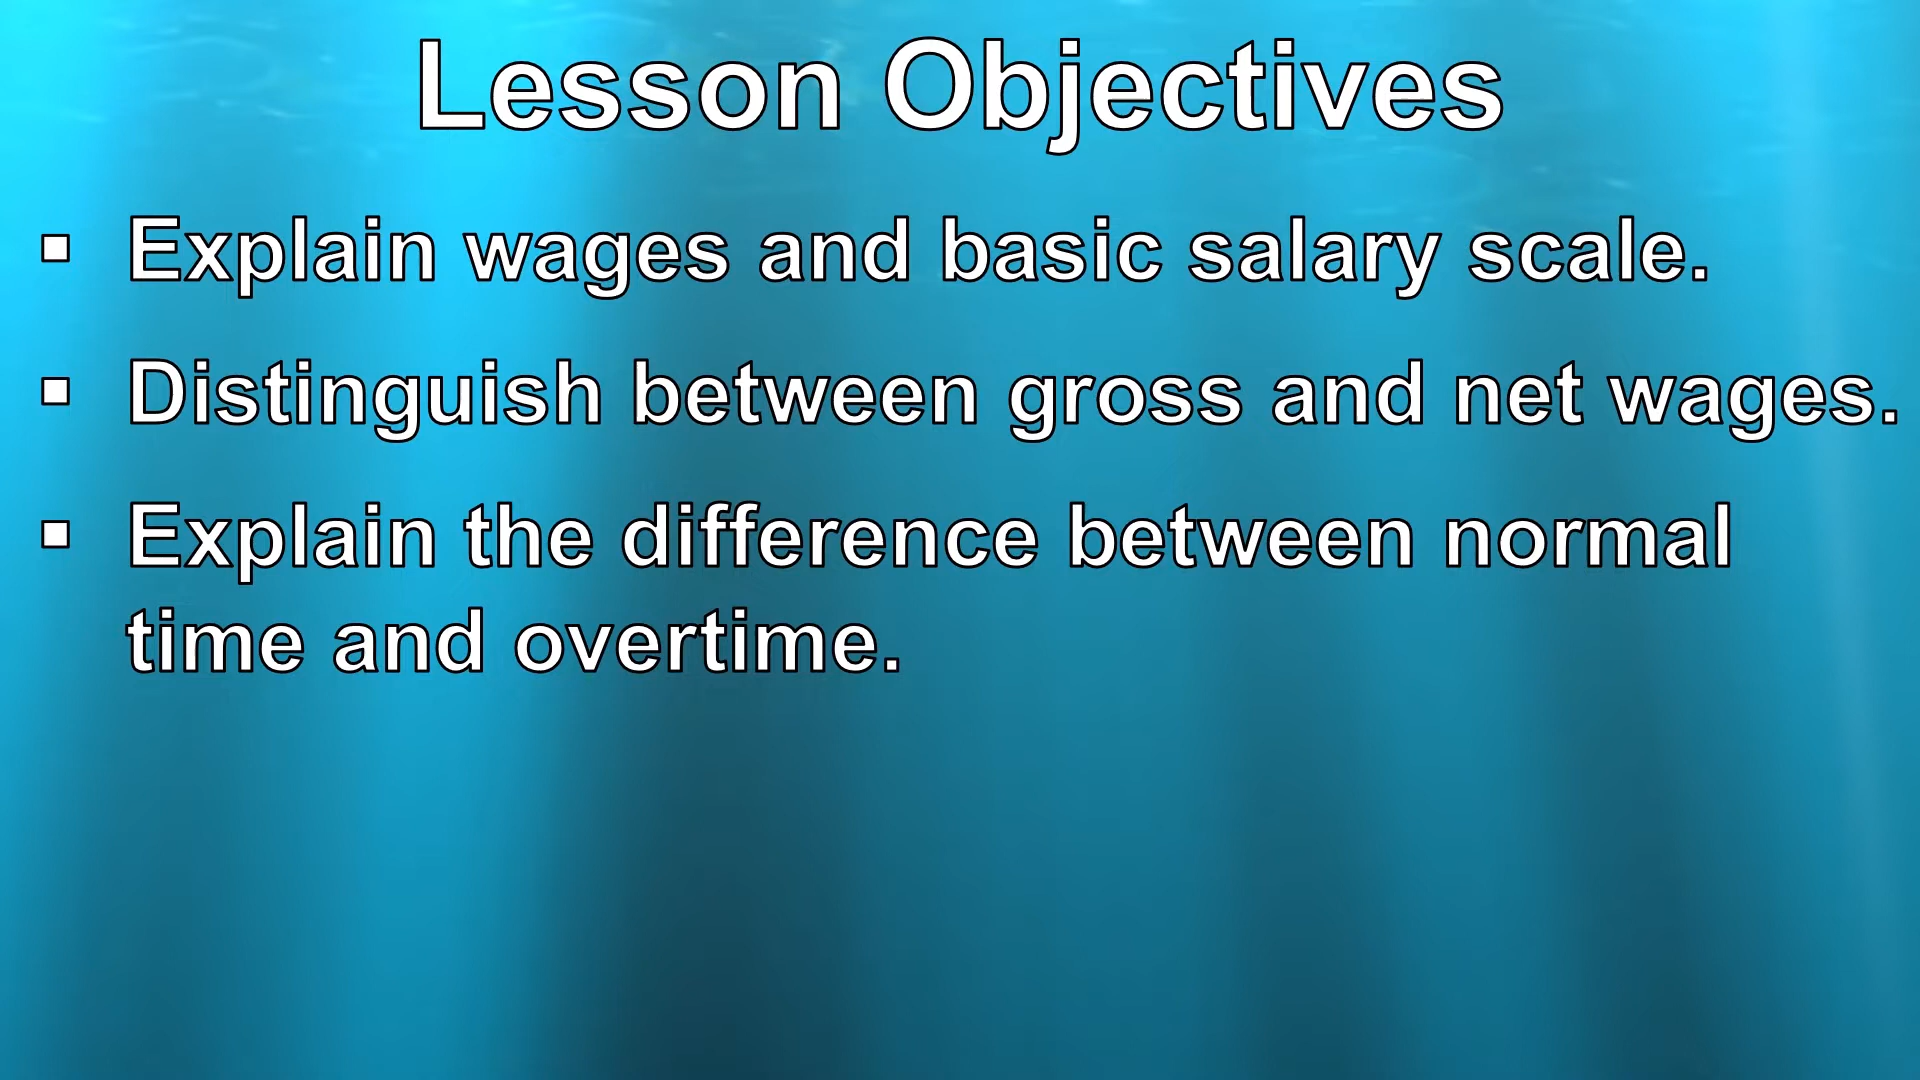 Lesson Objectives
▪ Explain wages and basic salary scale.
▪ Distinguish between gross and net wages.
▪ Explain the difference between normal
time and overtime.